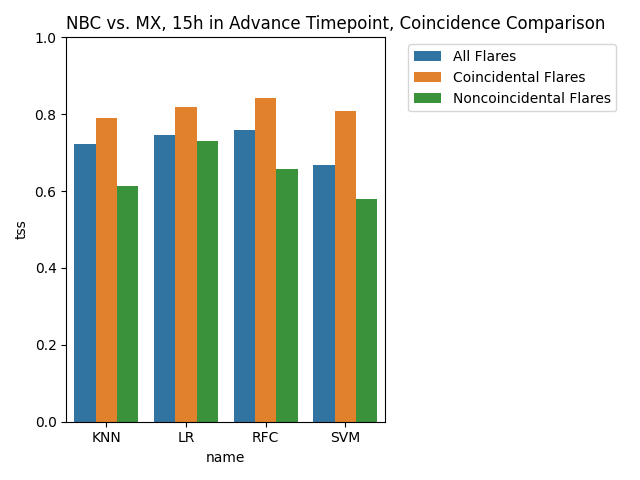 NBC vs. MX, 15h in Advance Timepoint, Coincidence Comparison
All Flares
Coincidental Flares
Noncoincidental Flares
1.0
0.8
0.6
0.4
0.2
0.0
tss
KNN
LR
RFC
SVM
name